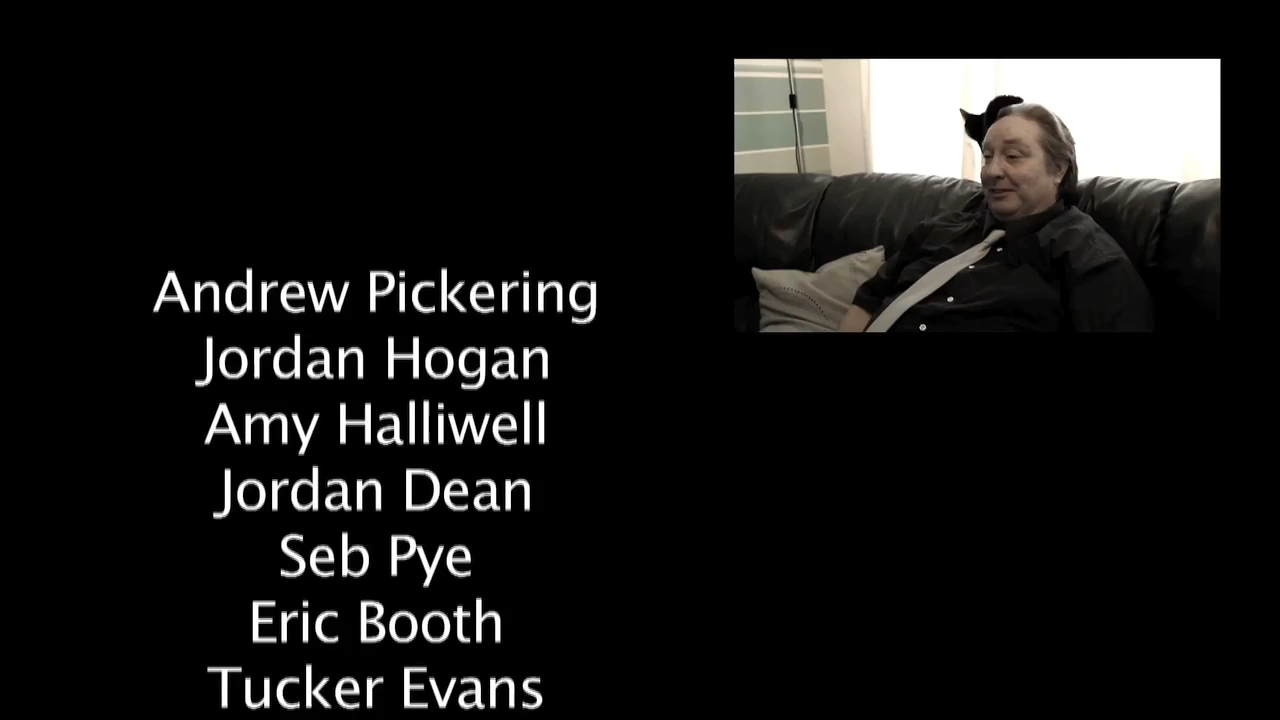 Andrew Pickering
Jordan Hogan
Amy Halliwell
Jordan Dean
Seb Pye
Eric Booth
Tucker Evans